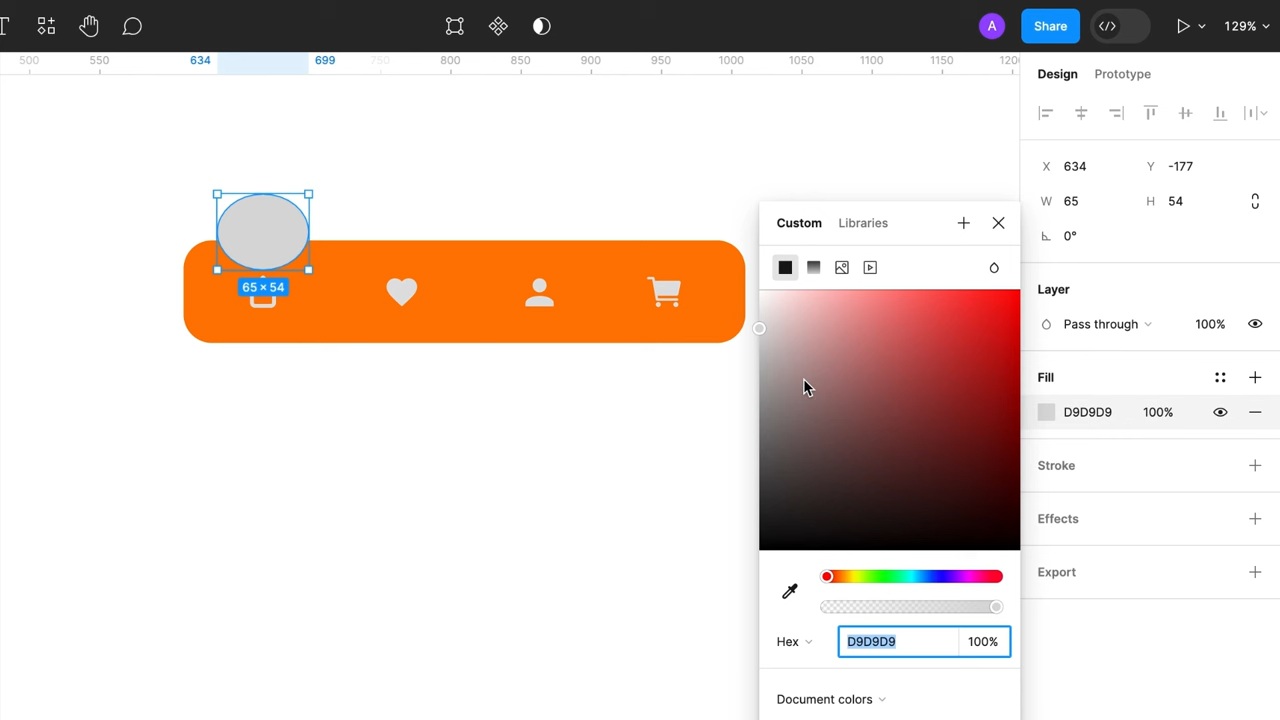 A
Share
129%
500 550 634 699 750 800 850 900 950 1000 1050 1100 1150
Design Prototype
X 634 Y -177
W 65 H 54
0°
65 × 54
Custom Libraries
Layer
Pass through 100%
Fill
D9D9D9 100%
Stroke
Effects
Export
Hex D9D9D9 100%
Document colors